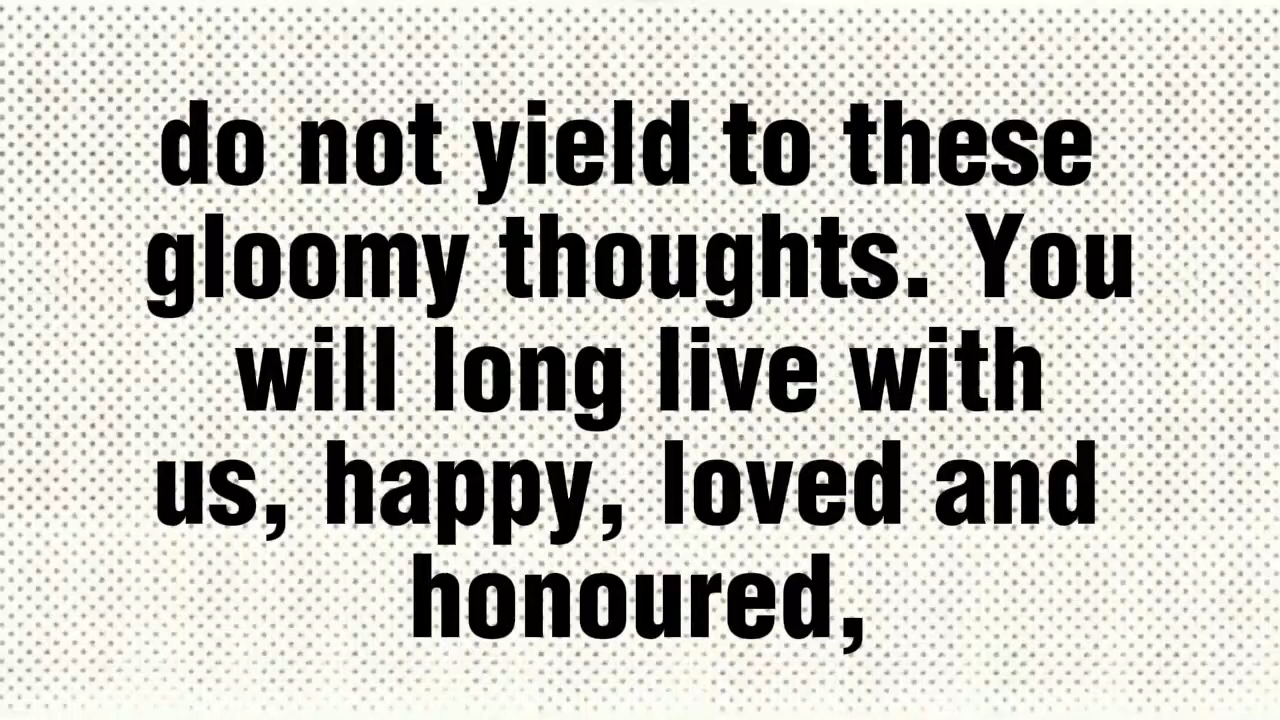 do not yield to these
gloomy thoughts. You
will long live with
us, happy, loved and
honoured,